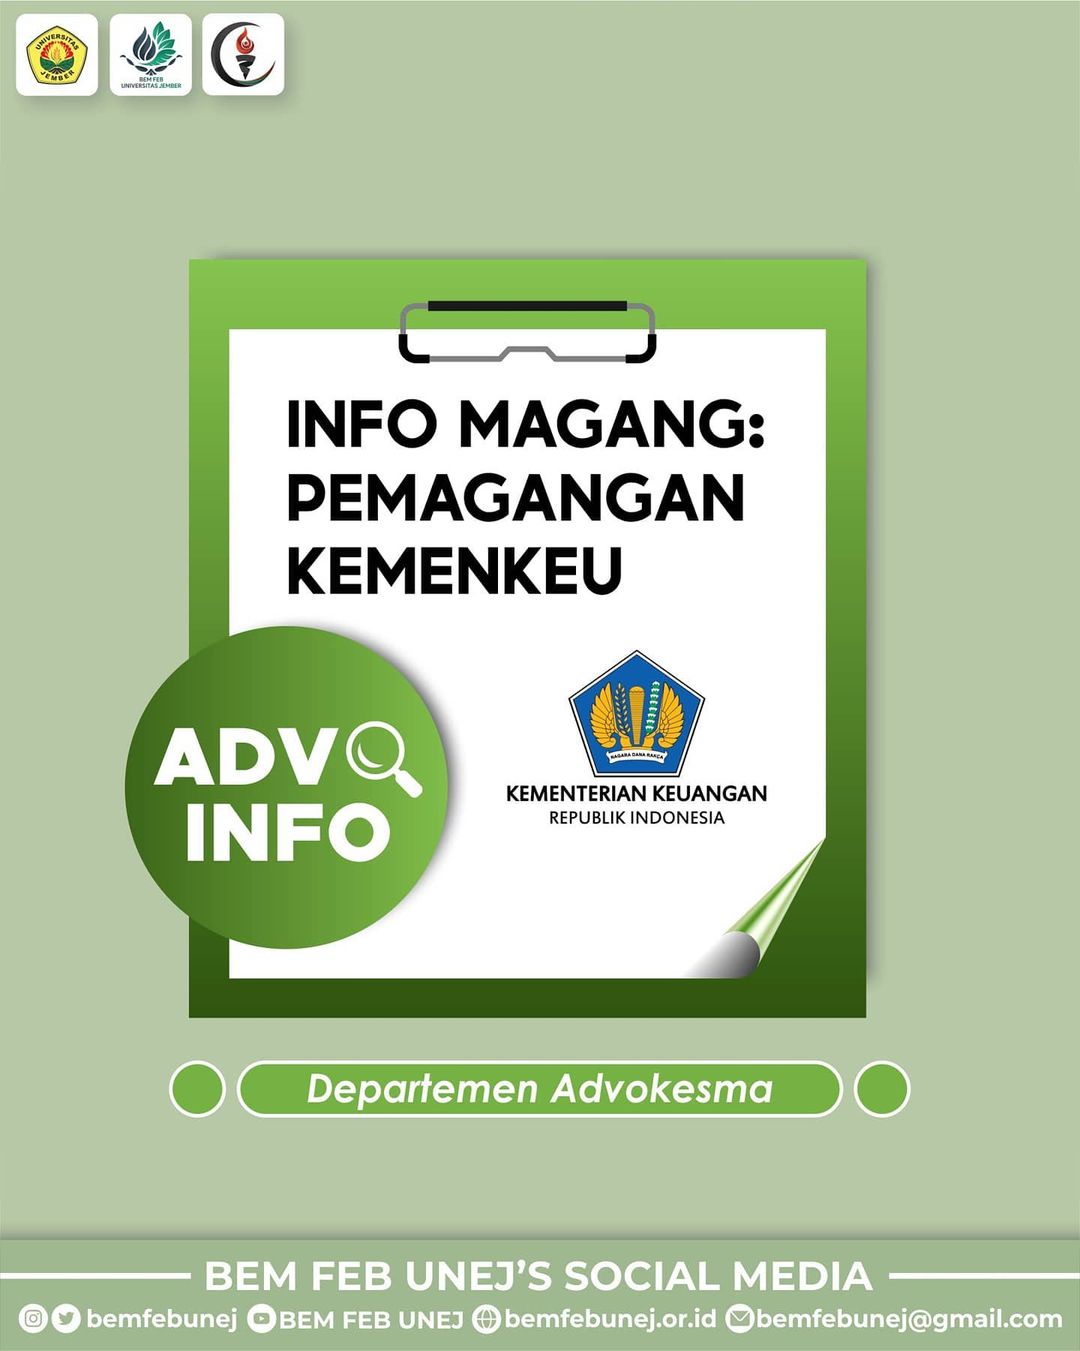 UNIVERSITAS
JEMBER
BEM FEB
UNIVERSITAS JEMBER
INFO MAGANG:
PEMAGANGAN
KEMENKEU
ADVO
INFO
NAGARA DANA RAKCA
KEMENTERIAN KEUANGAN
REPUBLIK INDONESIA
Departemen Advokesma
BEM FEB UNEJ'S SOCIAL MEDIA
bemfebunej BEM FEB UNEJ bemfebunej.or.id bemfebunej@gmail.com